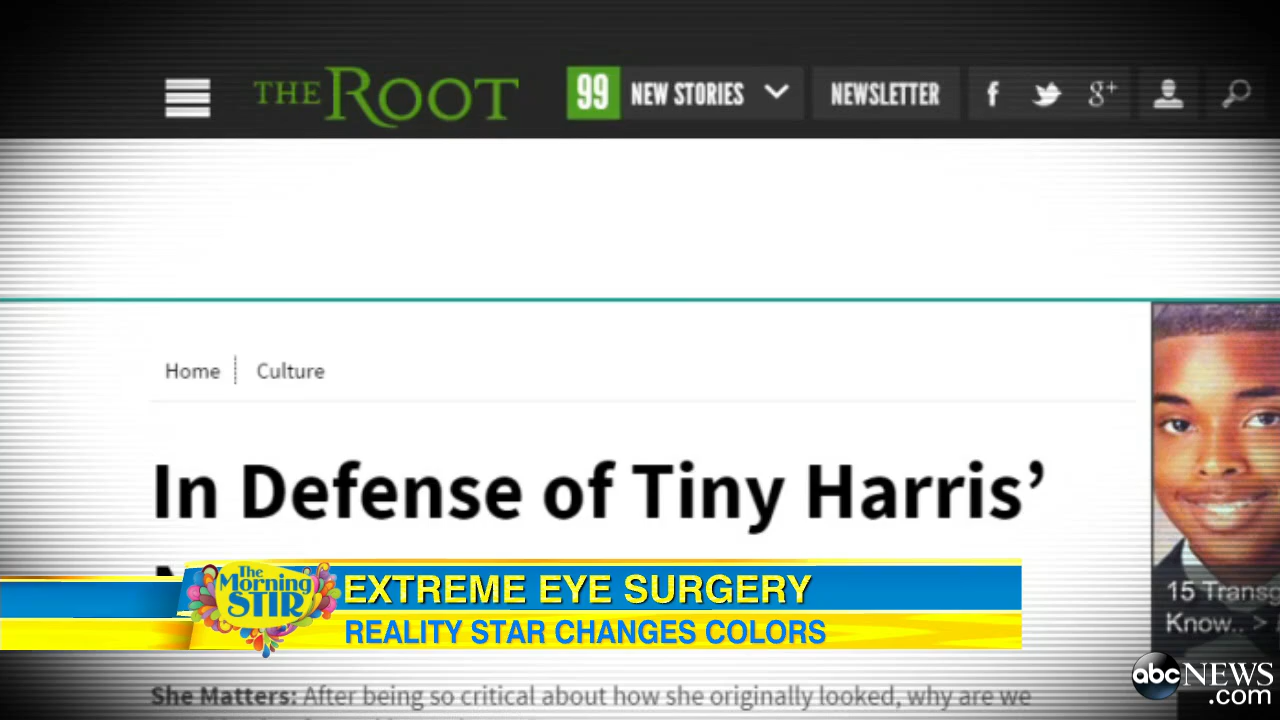 THE ROOT
99 NEW STORIES
NEWSLETTER
f
g+
Home
Culture
In Defense of Tiny Harris’
The Morning STIR
EXTREME EYE SURGERY
REALITY STAR CHANGES COLORS
15
Know.. >
She Matters: After being so critical about how she originally looked, why are we
abc NEWS
.com